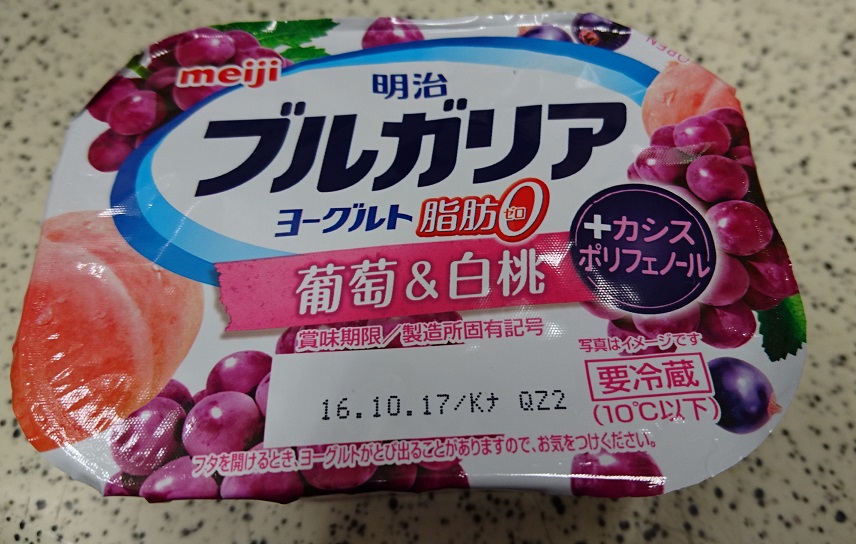 meiji
OPEN
明治
ブルガリア
ヨーグルト 脂肪0
ゼロ
+カシス
ポリフェノール
葡萄&白桃
賞味期限/製造所固有記号
写真はイメージです
16.10.17/Kナ QZ2
要冷蔵
(10℃以下)
フタを開けるとき、ヨーグルトがとび出ることがありますので、お気をつけください。